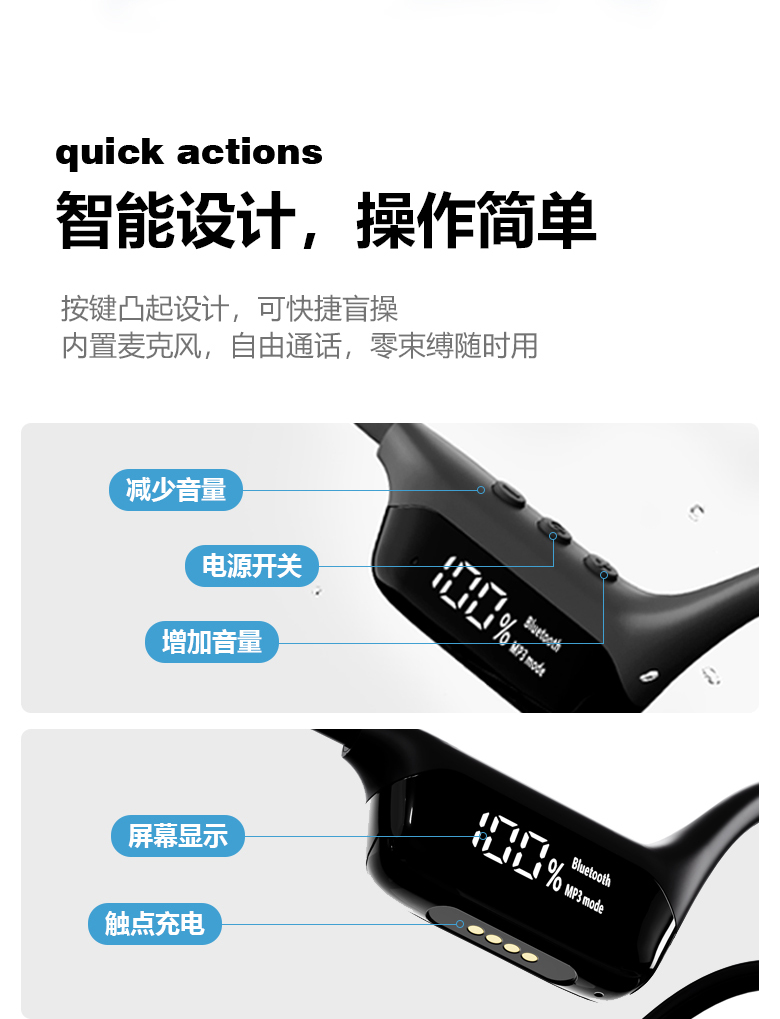 quick actions
智能设计，操作简单
按键凸起设计，可快捷盲操
内置麦克风，自由通话，零束缚随时用
减少音量
电源开关
增加音量
100%
Bluetooth
MP3 mode
屏幕显示
触点充电
100%
Bluetooth
MP3 mode